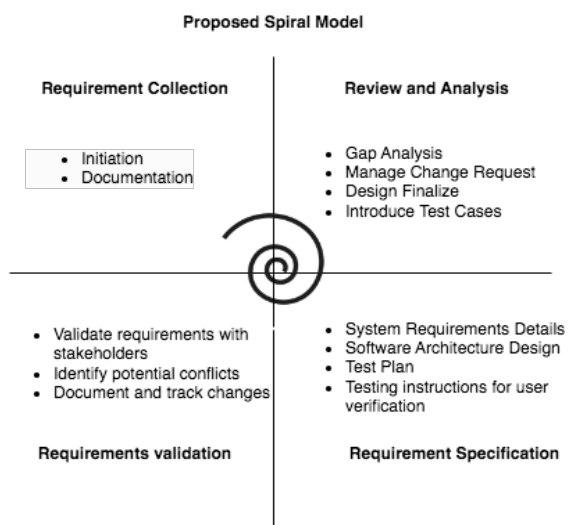 Proposed Spiral Model
Requirement Collection
• Initiation
• Documentation
Review and Analysis
• Gap Analysis
• Manage Change Request
• Design Finalize
• Introduce Test Cases
• Validate requirements with
stakeholders
• Identify potential conflicts
• Document and track changes
Requirements validation
• System Requirements Details
• Software Architecture Design
• Test Plan
• Testing instructions for user
verification
Requirement Specification